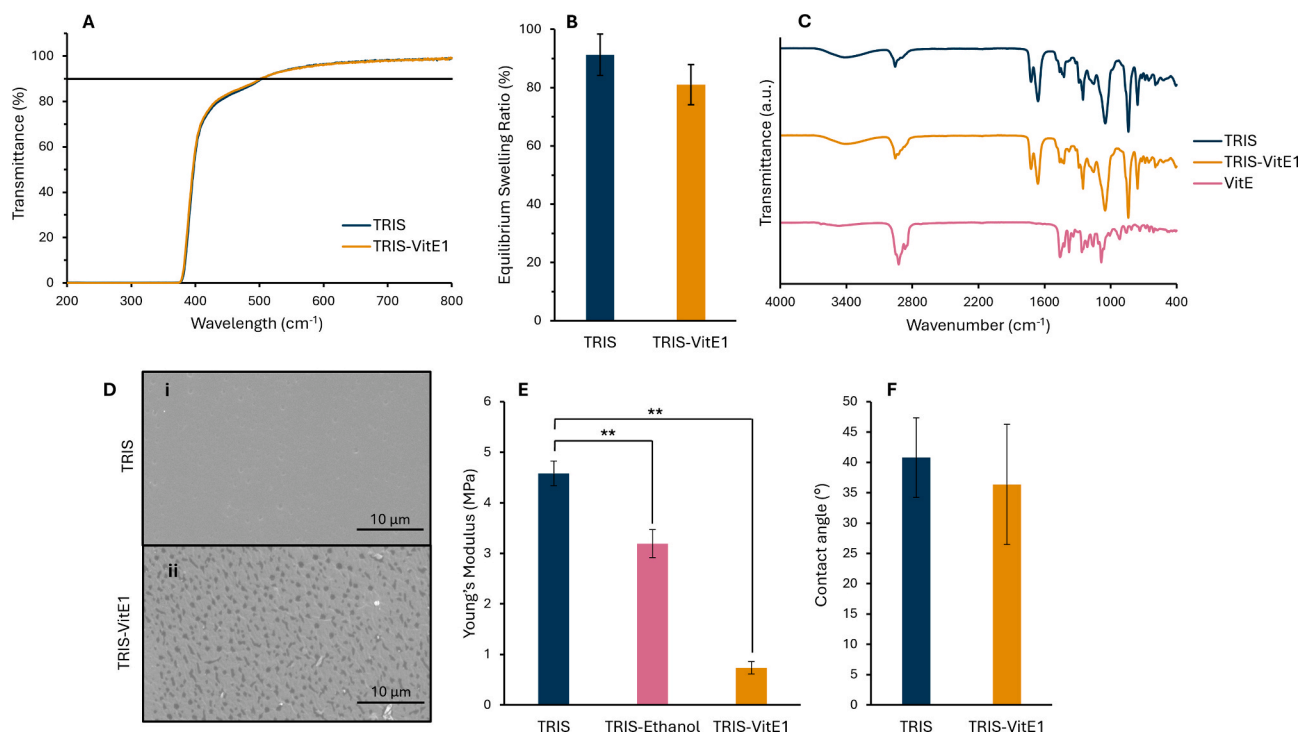 A
Transmittance (%)
100
80
60
40
20
0
200
300
400
500
600
700
800
Wavelength (cm⁻¹)
TRIS
TRIS-VitE1
B
Equilibrium Swelling Ratio (%)
100
80
60
40
20
0
TRIS
TRIS-VitE1
C
Transmittance (a.u.)
4000
3400
2800
2200
1600
1000
400
Wavenumber (cm⁻¹)
TRIS
TRIS-VitE1
VitE
D
i
TRIS
10 µm
ii
TRIS-VitE1
10 µm
E
Young's Modulus (MPa)
6
5
4
3
2
1
0
**
**
TRIS
TRIS-Ethanol
TRIS-VitE1
F
Contact angle (°)
50
45
40
35
30
25
20
15
10
5
0
TRIS
TRIS-VitE1